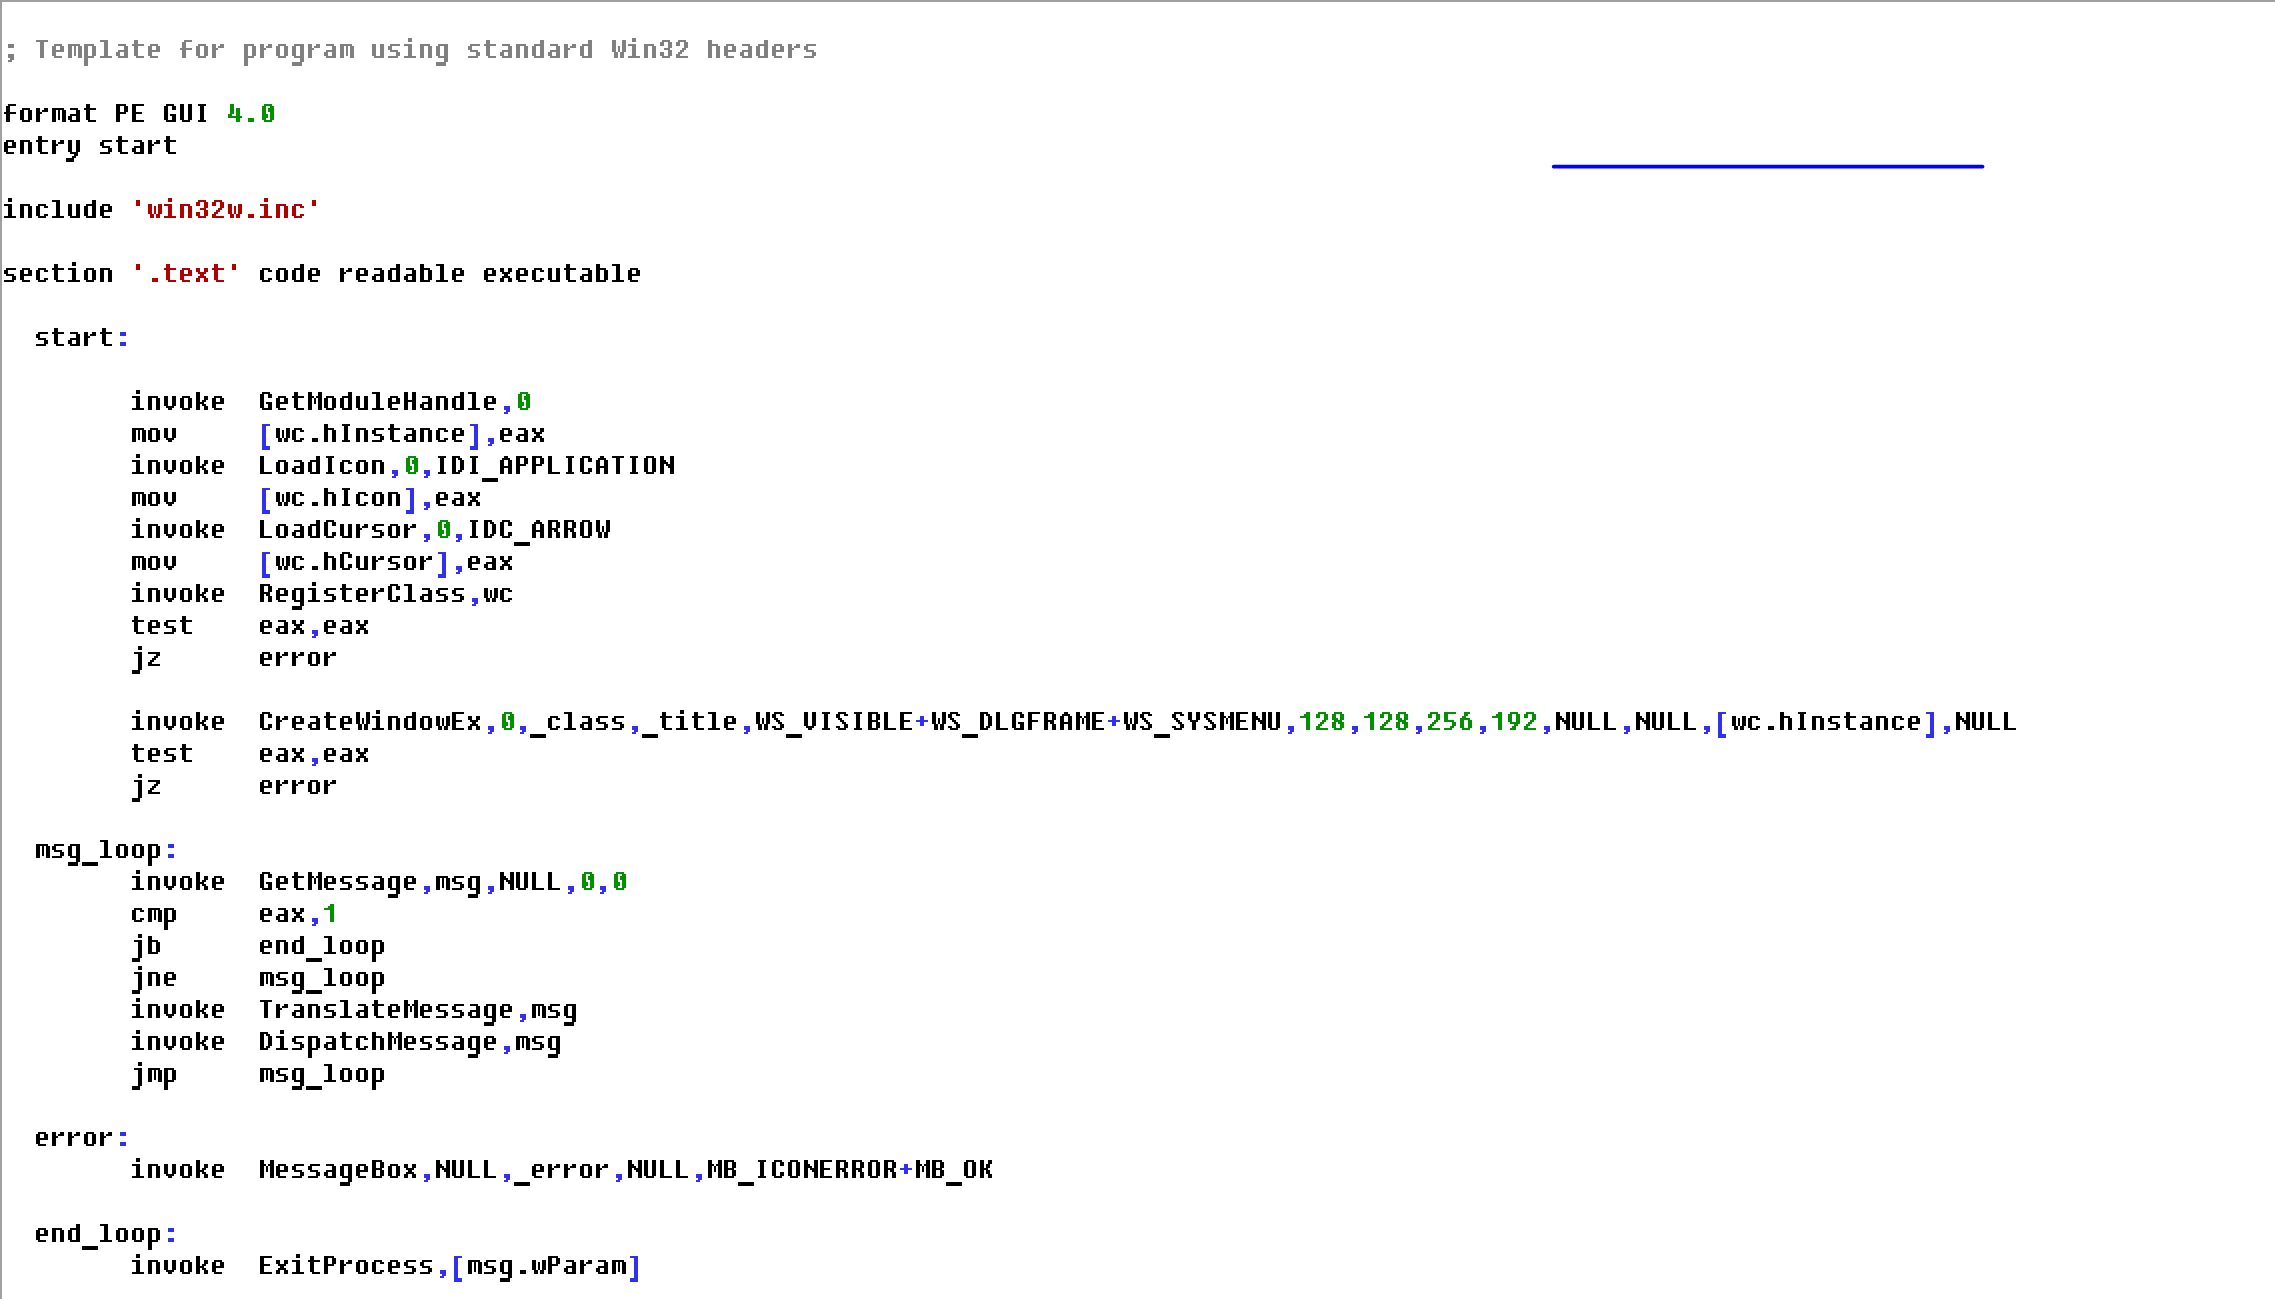 ; Template for program using standard Win32 headers
format PE GUI 4.0
entry start
include 'win32w.inc'
section '.text' code readable executable
start:
invoke GetModuleHandle,0
mov [wc.hInstance],eax
invoke LoadIcon,0,IDI_APPLICATION
mov [wc.hIcon],eax
invoke LoadCursor,0,IDC_ARROW
mov [wc.hCursor],eax
invoke RegisterClass,wc
test eax,eax
jz error
invoke CreateWindowEx,0,_class,_title,WS_VISIBLE+WS_DLGFRAME+WS_SYSMENU,128,128,256,192,NULL,NULL,[wc.hInstance],NULL
test eax,eax
jz error
msg_loop:
invoke GetMessage,msg,NULL,0,0
cmp eax,1
jb end_loop
jne msg_loop
invoke TranslateMessage,msg
invoke DispatchMessage,msg
jmp msg_loop
error:
invoke MessageBox,NULL,_error,NULL,MB_ICONERROR+MB_OK
end_loop:
invoke ExitProcess,[msg.wParam]